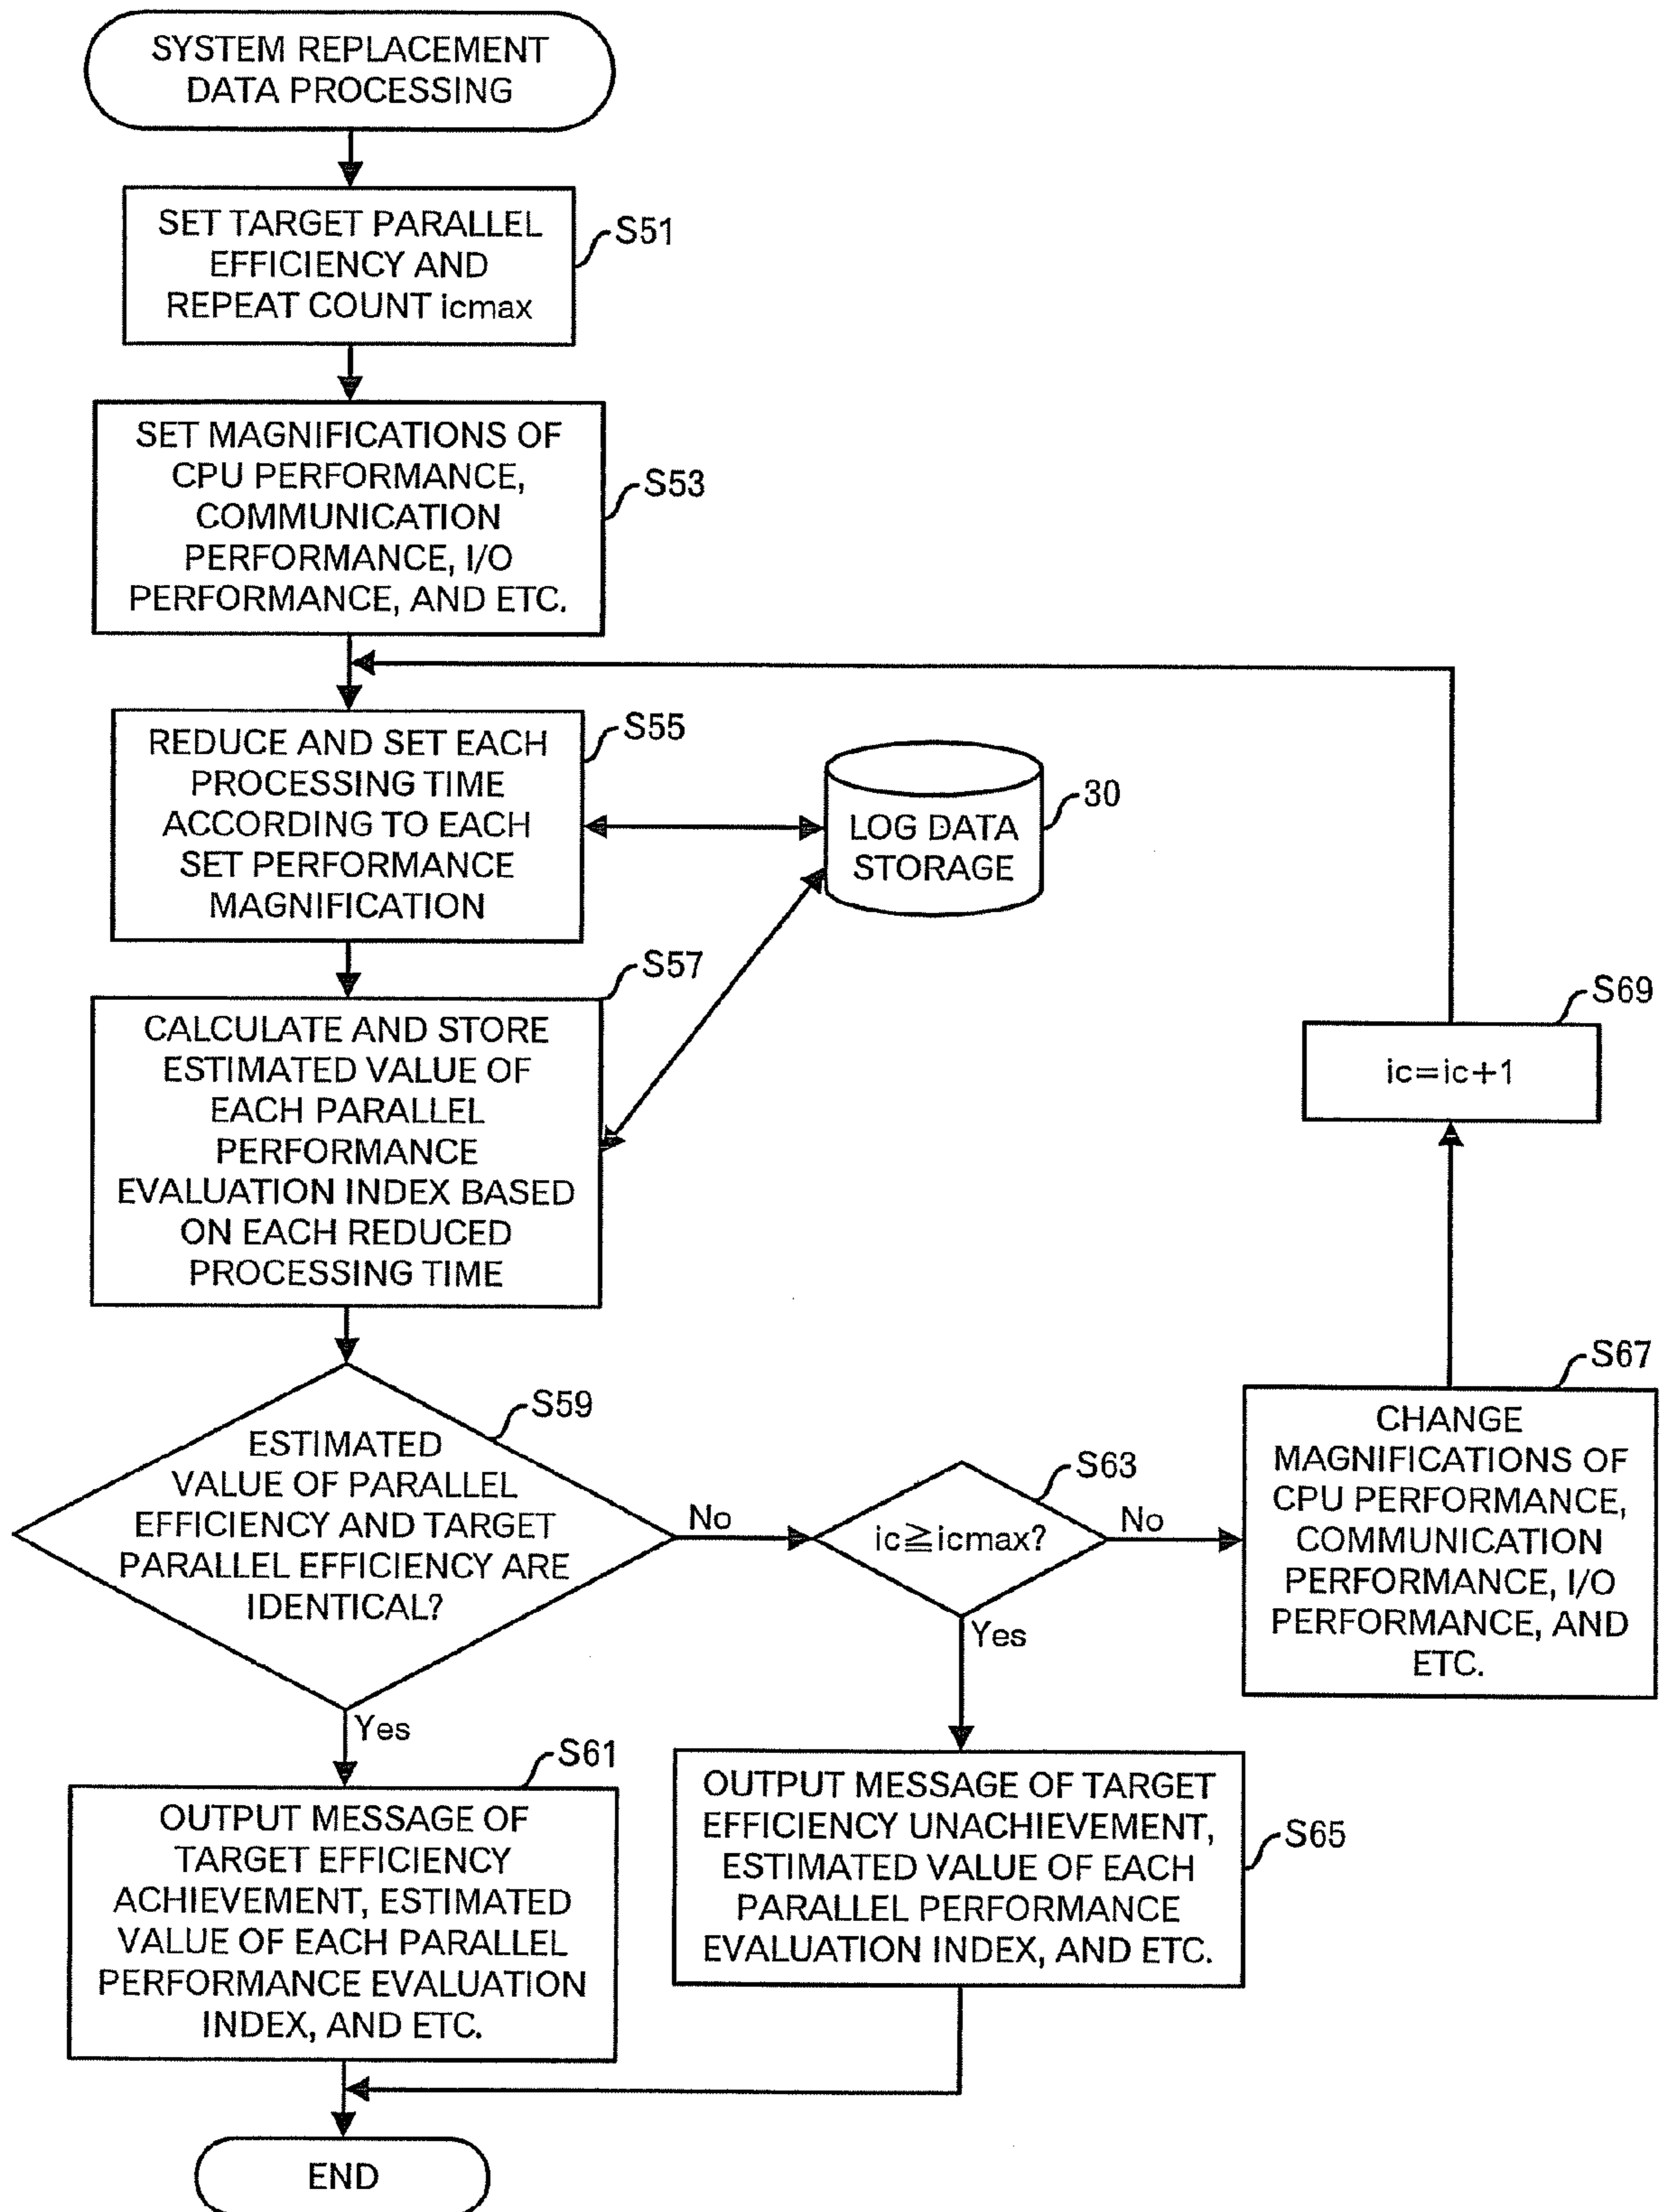 SYSTEM REPLACEMENT
DATA PROCESSING
SET TARGET PARALLEL
EFFICIENCY AND
REPEAT COUNT icmax
S51
SET MAGNIFICATIONS OF
CPU PERFORMANCE,
COMMUNICATION
PERFORMANCE, I/O
PERFORMANCE, AND ETC.
S53
REDUCE AND SET EACH
PROCESSING TIME
ACCORDING TO EACH
SET PERFORMANCE
MAGNIFICATION
S55
LOG DATA
STORAGE
30
CALCULATE AND STORE
ESTIMATED VALUE OF
EACH PARALLEL
PERFORMANCE
EVALUATION INDEX BASED
ON EACH REDUCED
PROCESSING TIME
S57
S69
ic=ic+1
ESTIMATED
VALUE OF PARALLEL
EFFICIENCY AND TARGET
PARALLEL EFFICIENCY ARE
IDENTICAL?
S59
No
Yes
ic≧icmax?
S63
No
Yes
S67
CHANGE
MAGNIFICATIONS OF
CPU PERFORMANCE,
COMMUNICATION
PERFORMANCE, I/O
PERFORMANCE, AND
ETC.
S61
OUTPUT MESSAGE OF
TARGET EFFICIENCY
ACHIEVEMENT, ESTIMATED
VALUE OF EACH PARALLEL
PERFORMANCE EVALUATION
INDEX, AND ETC.
OUTPUT MESSAGE OF TARGET
EFFICIENCY UNACHIEVEMENT,
ESTIMATED VALUE OF EACH
PARALLEL PERFORMANCE
EVALUATION INDEX, AND ETC.
S65
END